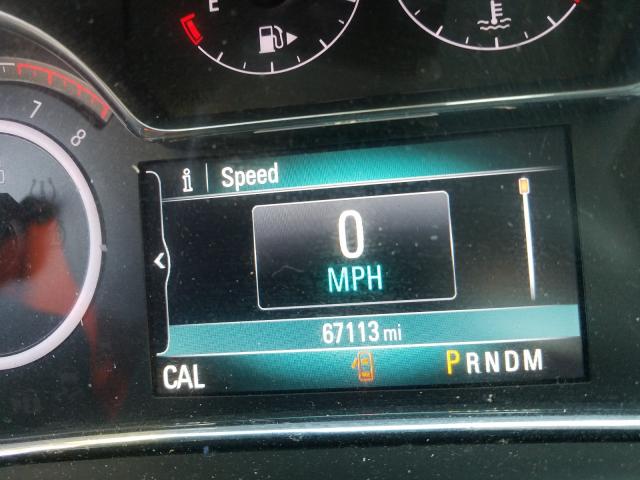 E
7
8
i Speed
0
MPH
67113 mi
CAL PRNDM